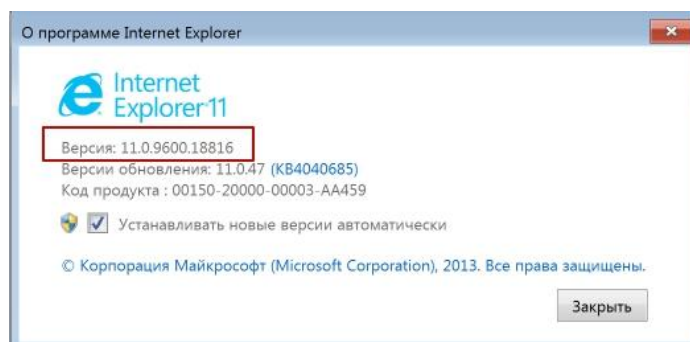 О программе Internet Explorer
Internet
Explorer 11
Версия: 11.0.9600.18816
Версии обновления: 11.0.47 (KB4040685)
Код продукта : 00150-20000-00003-AA459
Устанавливать новые версии автоматически
© Корпорация Майкрософт (Microsoft Corporation), 2013. Все права защищены.
Закрыть